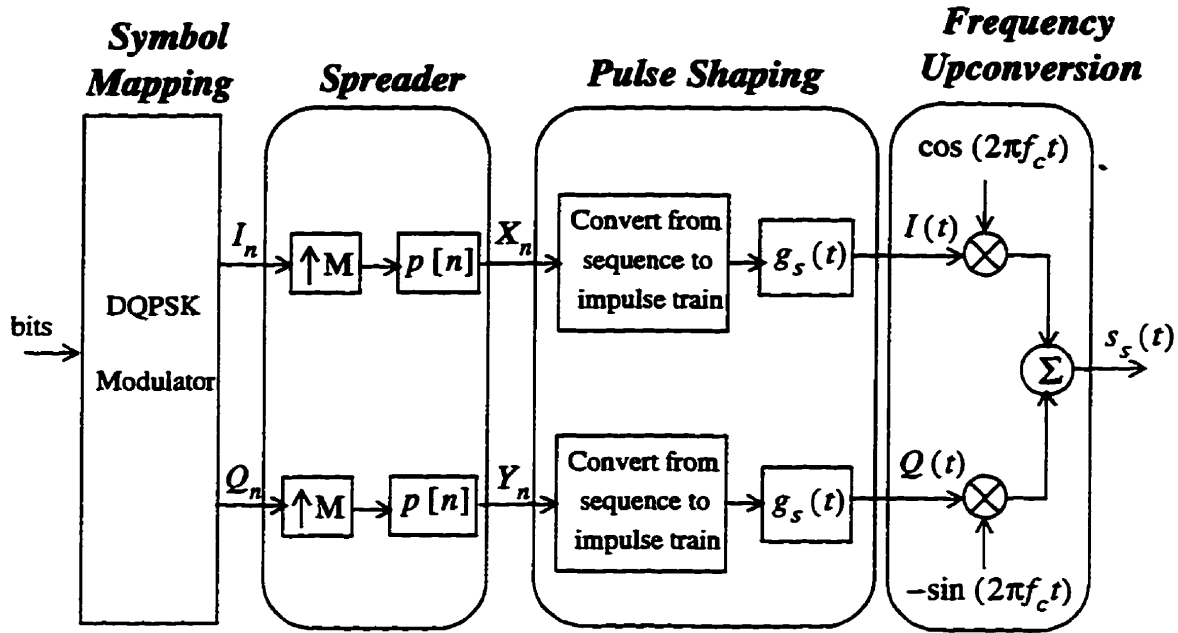 Symbol
Mapping
Spreader
Pulse Shaping
Frequency
Upconversion
cos (2πf_c t)
I_n
↑M
p [n]
X_n
Convert from
sequence to
impulse train
g_s (t)
I (t)
bits
DQPSK
Modulator
Σ
s_s (t)
Q_n
↑M
p [n]
Y_n
Convert from
sequence to
impulse train
g_s (t)
Q (t)
−sin (2πf_c t)